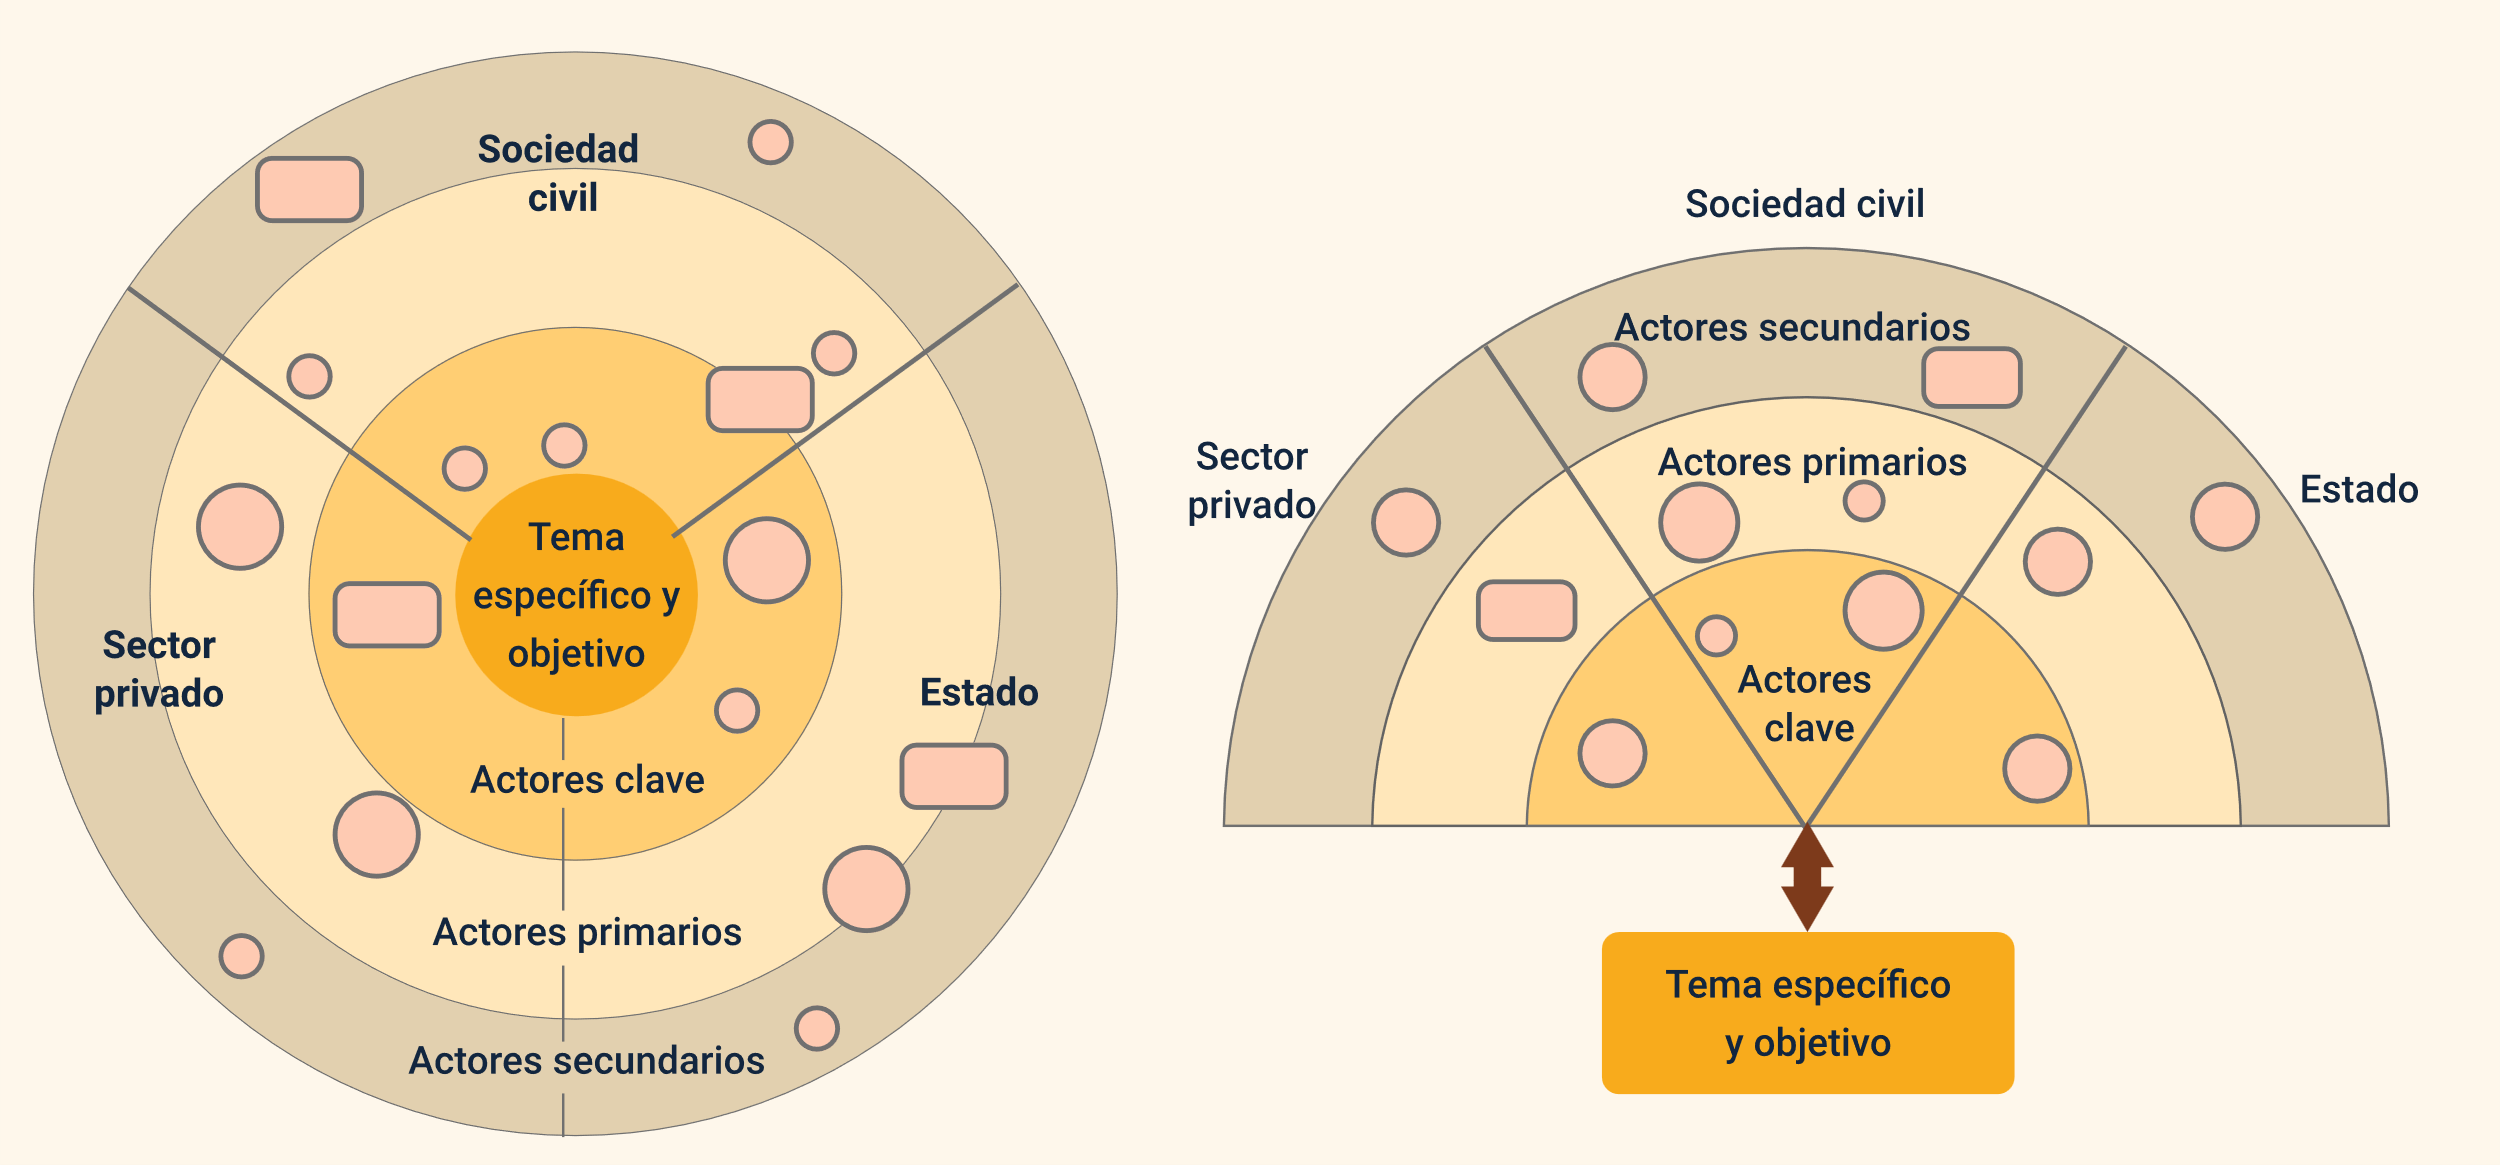 Sociedad
civil
Tema
específico y
objetivo
Sector
privado
Estado
Actores clave
Actores primarios
Actores secundarios
Sociedad civil
Actores secundarios
Sector
privado
Actores primarios
Estado
Actores
clave
Tema específico
y objetivo